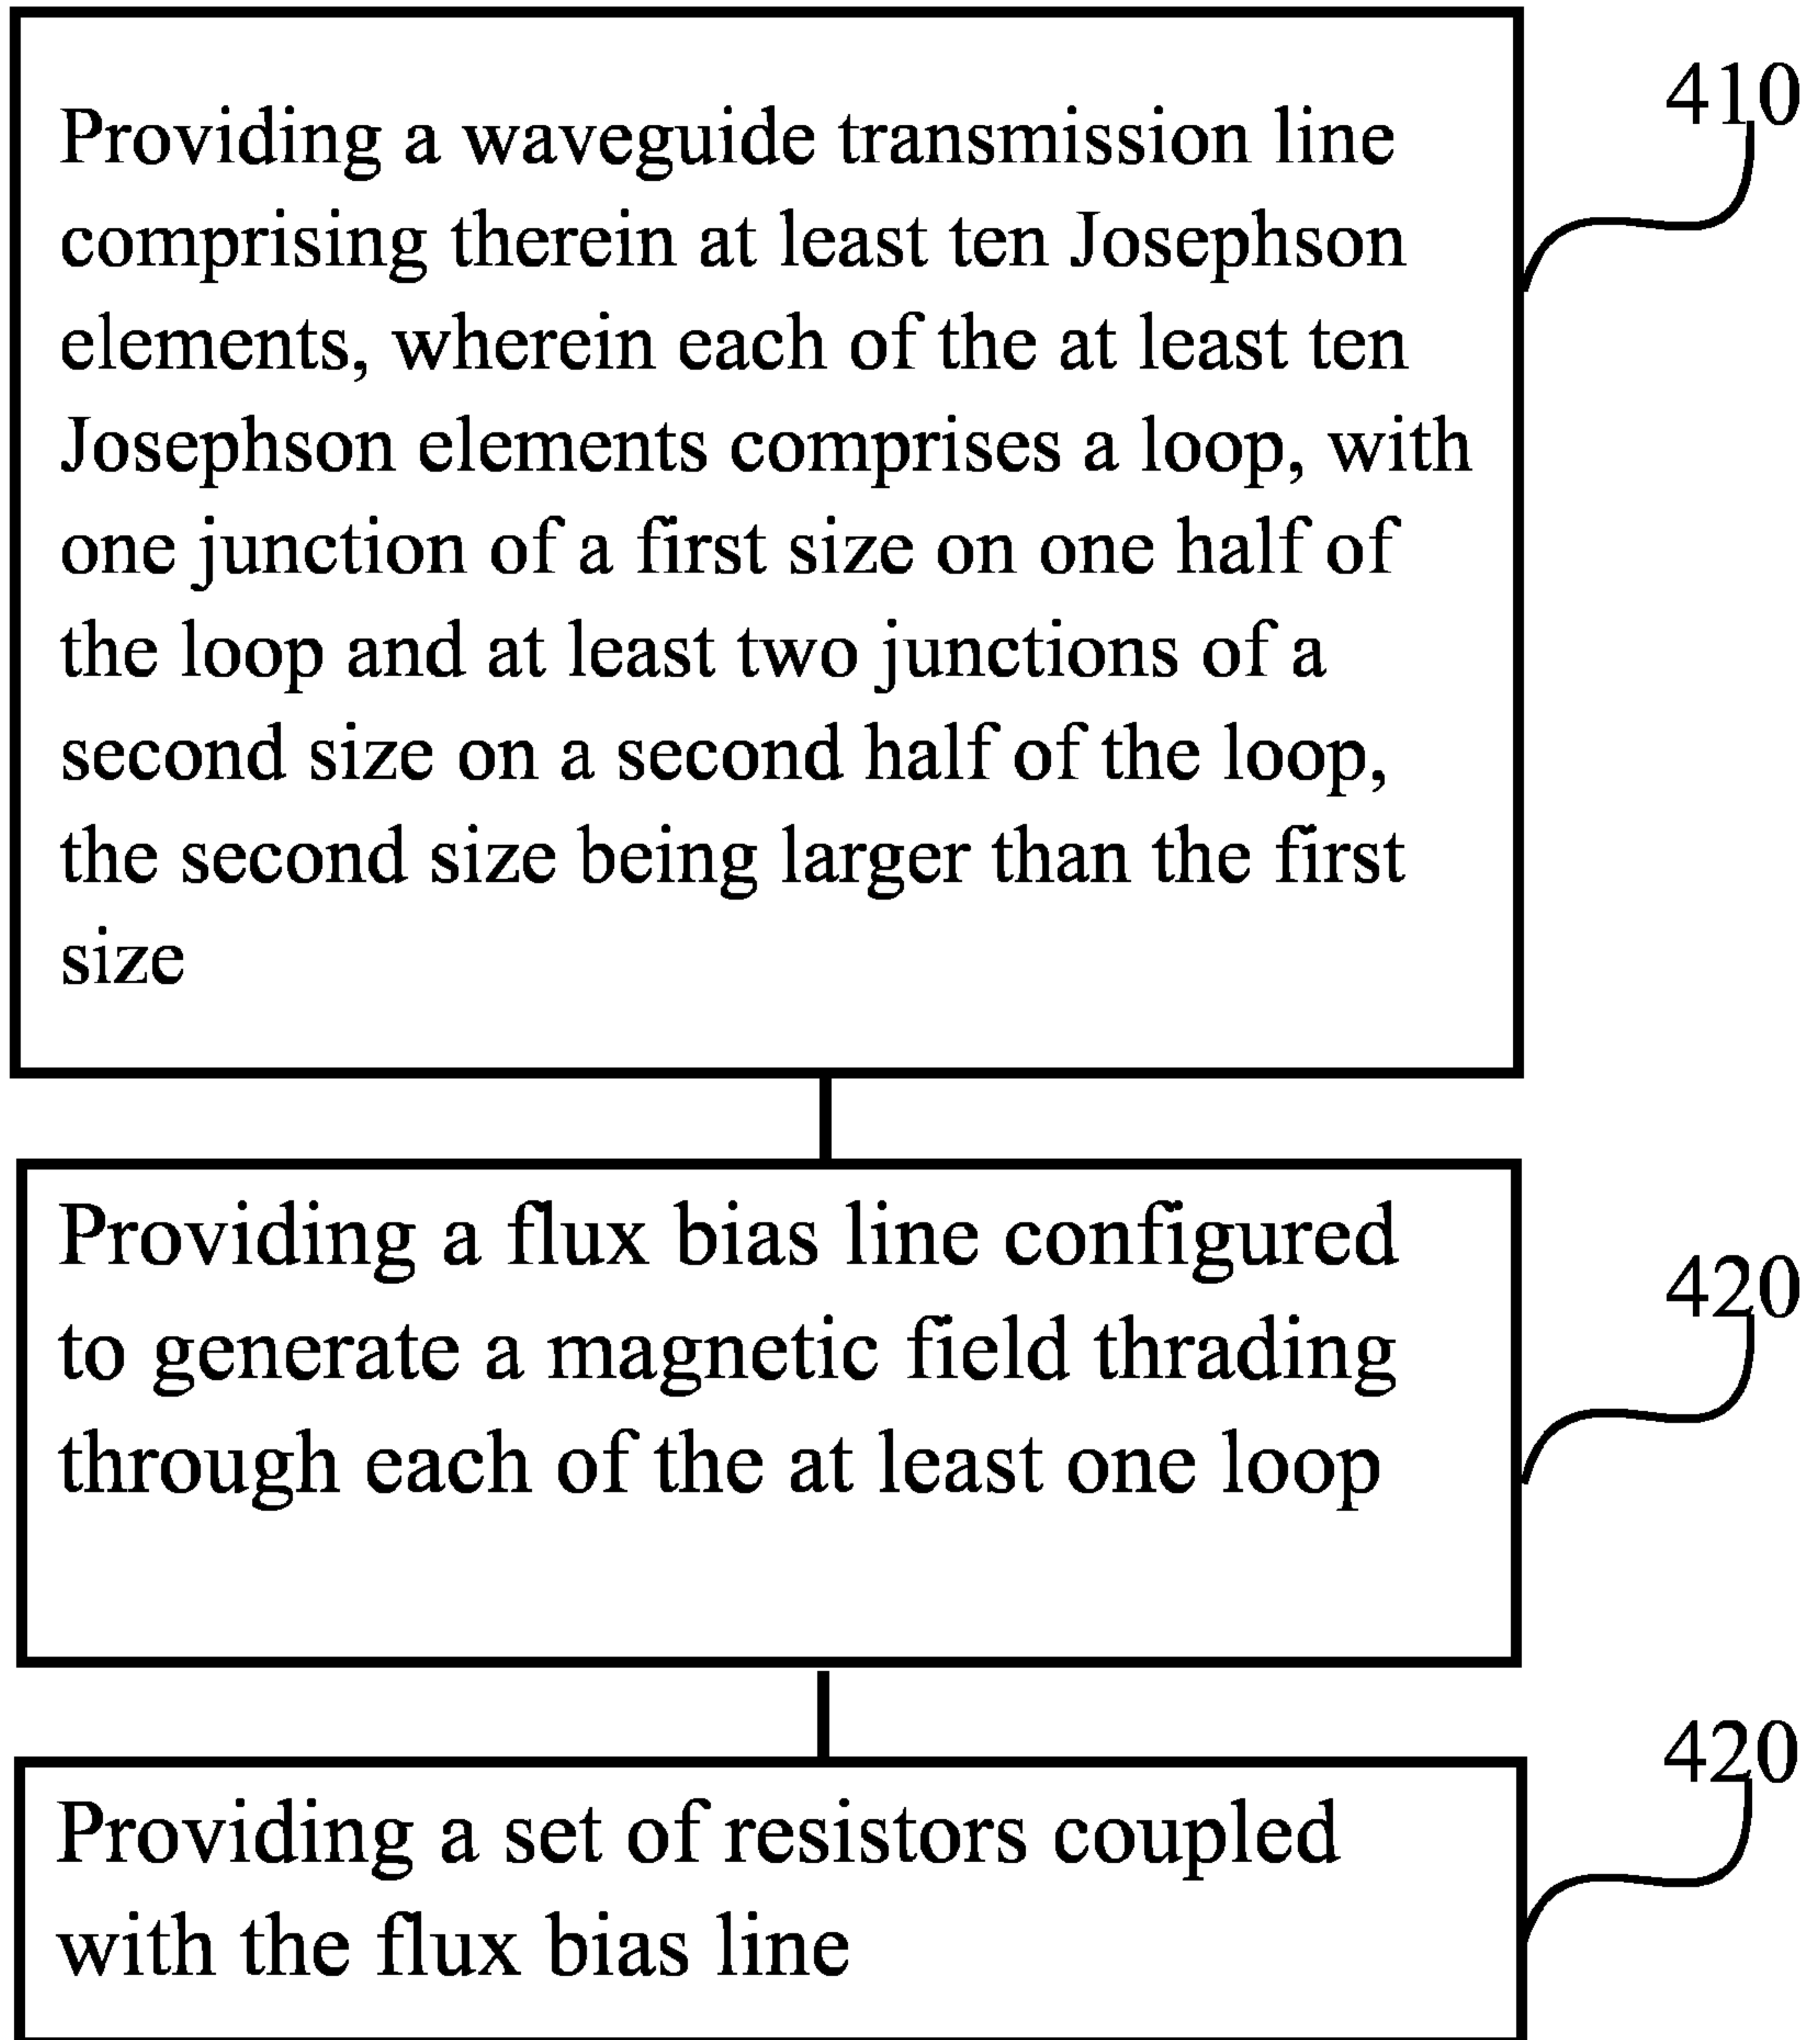 410
Providing a waveguide transmission line
comprising therein at least ten Josephson
elements, wherein each of the at least ten
Josephson elements comprises a loop, with
one junction of a first size on one half of
the loop and at least two junctions of a
second size on a second half of the loop,
the second size being larger than the first
size
420
Providing a flux bias line configured
to generate a magnetic field thrading
through each of the at least one loop
420
Providing a set of resistors coupled
with the flux bias line